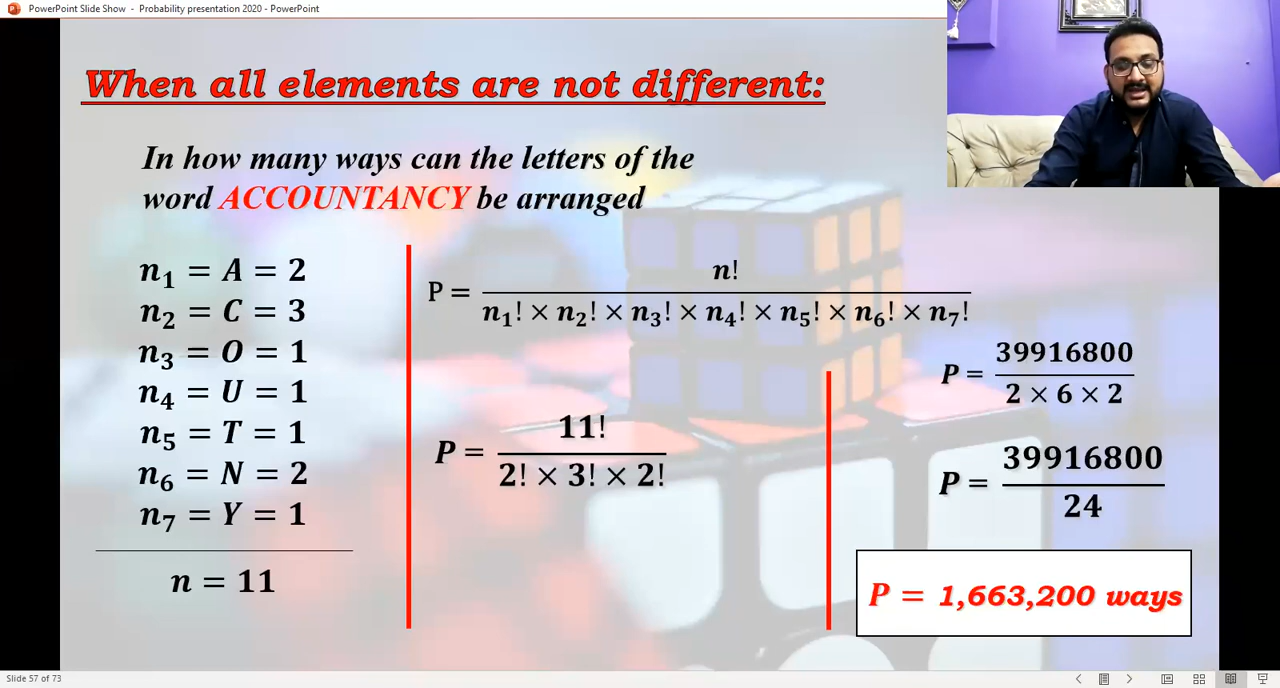 PowerPoint Slide Show - Probability presentation 2020 - PowerPoint
When all elements are not different:
In how many ways can the letters of the
word ACCOUNTANCY be arranged
n₁ = A = 2
n₂ = C = 3
n₃ = O = 1
n₄ = U = 1
n₅ = T = 1
n₆ = N = 2
n₇ = Y = 1
n = 11
P = n! / (n₁! × n₂! × n₃! × n₄! × n₅! × n₆! × n₇!)
P = 11! / (2! × 3! × 2!)
P = 39916800 / (2 × 6 × 2)
P = 39916800 / 24
P = 1,663,200 ways
Slide 57 of 73